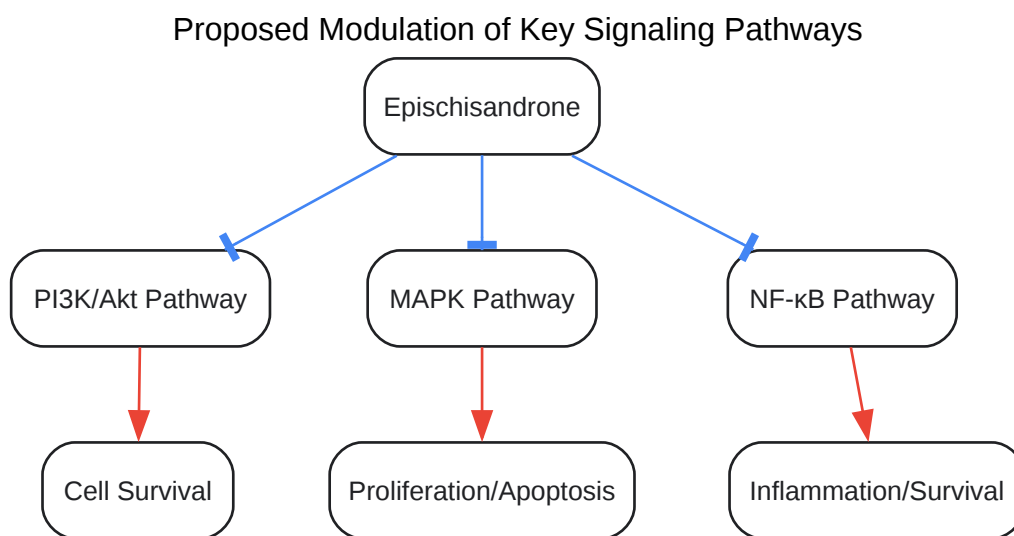 Proposed Modulation of Key Signaling Pathways
Epischisandrone
PI3K/Akt Pathway
MAPK Pathway
NF-κB Pathway
Cell Survival
Proliferation/Apoptosis
Inflammation/Survival